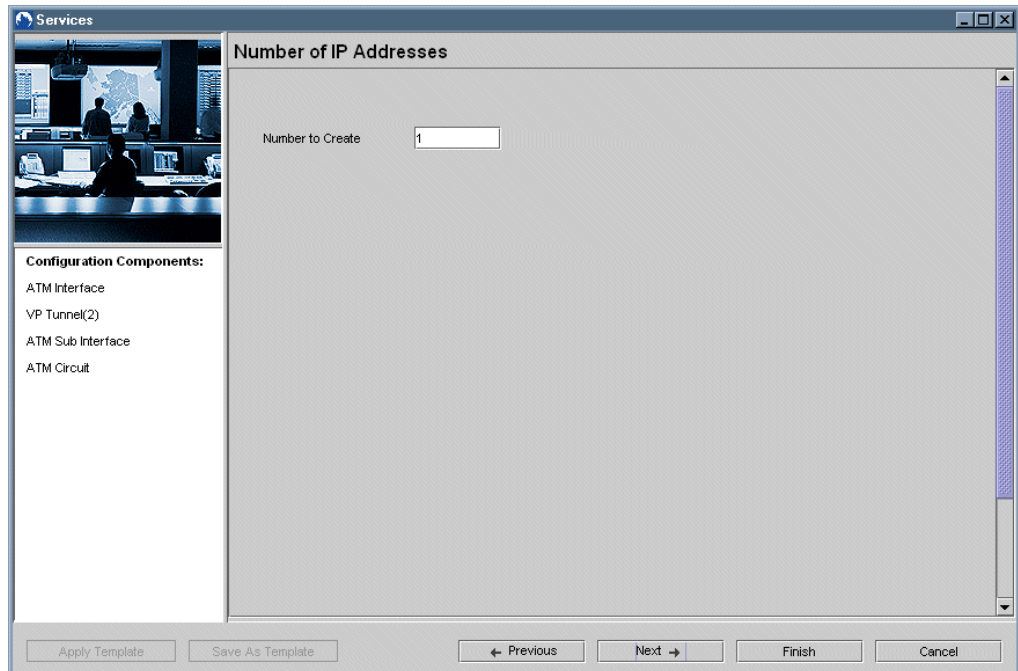 Services
Number of IP Addresses
Number to Create
1
Configuration Components:
ATM Interface
VP Tunnel(2)
ATM Sub Interface
ATM Circuit
Apply Template
Save As Template
Previous
Next
Finish
Cancel